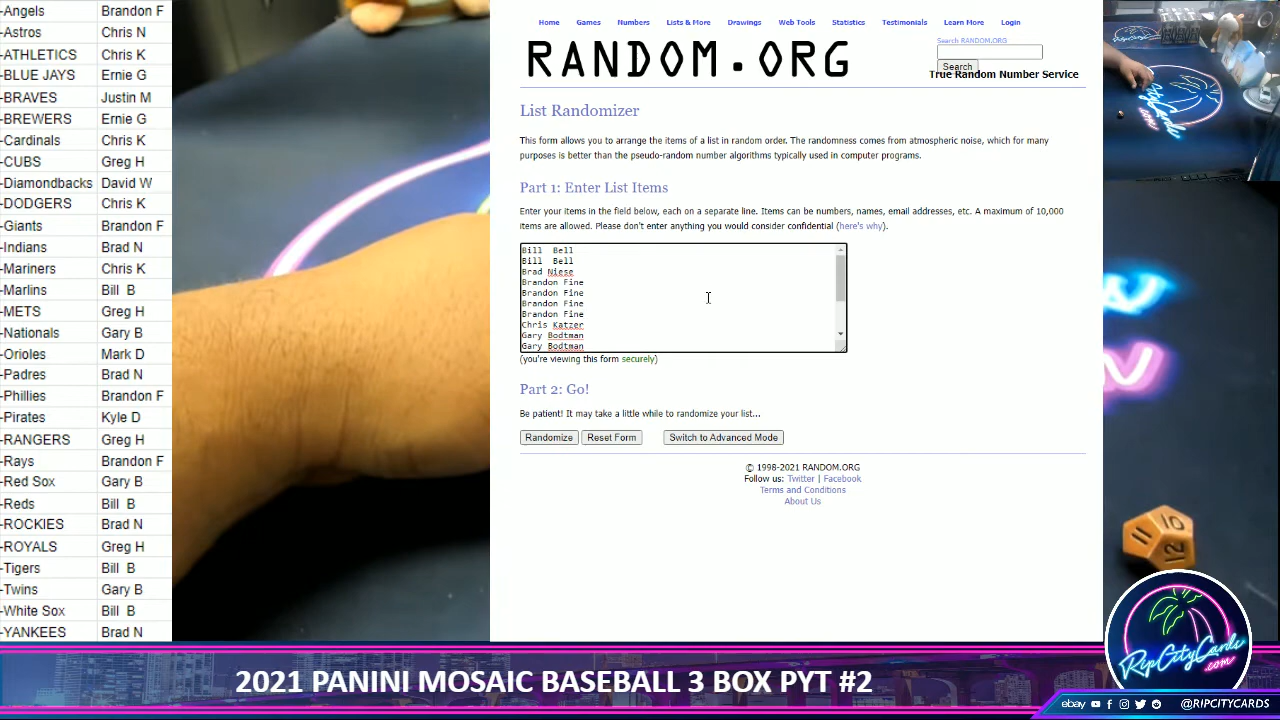 -Angels Brandon F
-Astros Chris N
-ATHLETICS Chris K
-BLUE JAYS Ernie G
-BRAVES Justin M
-BREWERS Ernie G
-Cardinals Chris K
-CUBS Greg H
-Diamondbacks David W
-DODGERS Chris K
-Giants Brandon F
-Indians Brad N
-Mariners Chris K
-Marlins Bill B
-METS Greg H
-Nationals Gary B
-Orioles Mark D
-Padres Brad N
-Phillies Brandon F
-Pirates Kyle D
-RANGERS Greg H
-Rays Brandon F
-Red Sox Gary B
-Reds Bill B
-ROCKIES Brad N
-ROYALS Greg H
-Tigers Bill B
-Twins Gary B
-White Sox Bill B
-YANKEES Brad N
Home Games Numbers Lists & More Drawings Web Tools Statistics Testimonials Learn More Login
RANDOM.ORG
Search RANDOM.ORG
Search
True Random Number Service
List Randomizer
This form allows you to arrange the items of a list in random order. The randomness comes from atmospheric noise, which for many
purposes is better than the pseudo-random number algorithms typically used in computer programs.
Part 1: Enter List Items
Enter your items in the field below, each on a separate line. Items can be numbers, names, email addresses, etc. A maximum of 10,000
items are allowed. Please don't enter anything you would consider confidential (here's why).
Bill Bell
Bill Bell
Brad Niese
Brandon Fine
Brandon Fine
Brandon Fine
Brandon Fine
Chris Katzer
Gary Bodtman
Gary Bodtman
(you're viewing this form securely)
Part 2: Go!
Be patient! It may take a little while to randomize your list...
Randomize Reset Form Switch to Advanced Mode
© 1998-2021 RANDOM.ORG
Follow us: Twitter | Facebook
Terms and Conditions
About Us
11 10
12
RipCityCards
.com
2021 PANINI MOSAIC BASEBALL 3 BOX PYT #2
ebay @RIPCITYCARDS